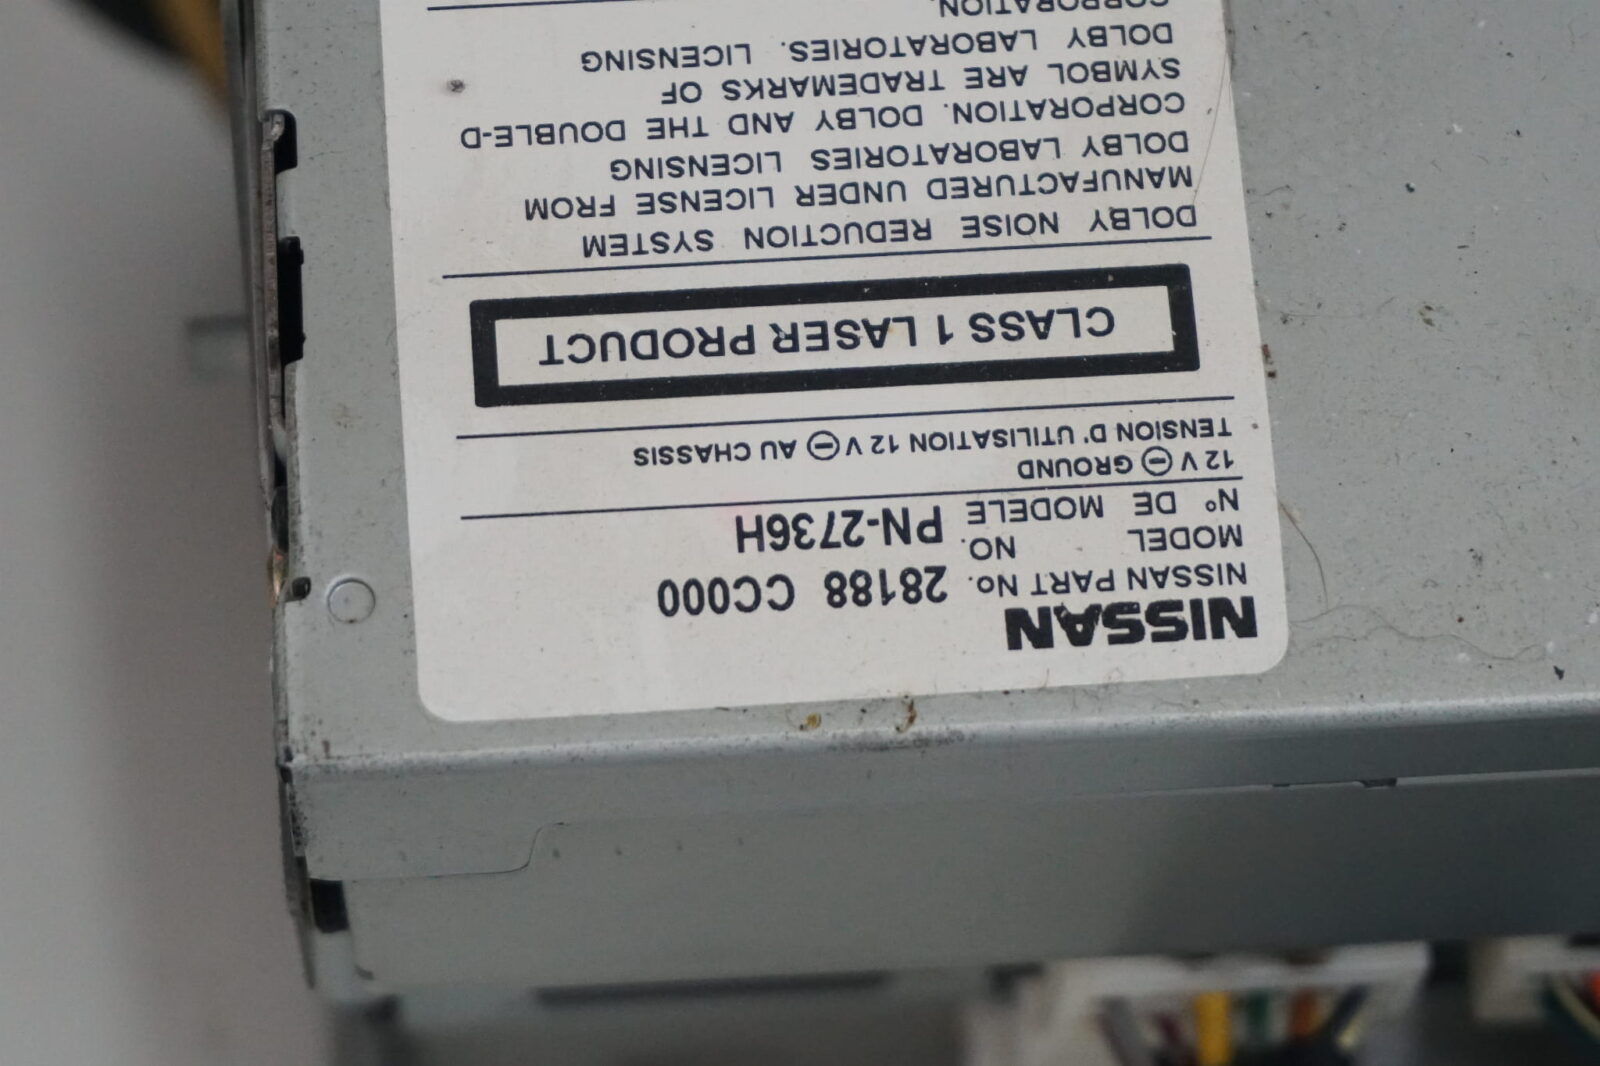 NISSAN
NISSAN PART No. 28188 CC000
MODEL NO.
N° DE MODELE PN-2736H
12 V ⊖ GROUND
TENSION D' UTILISATION 12 V ⊖ AU CHASSIS
CLASS 1 LASER PRODUCT
DOLBY NOISE REDUCTION SYSTEM
MANUFACTURED UNDER LICENSE FROM
DOLBY LABORATORIES LICENSING
CORPORATION. DOLBY AND THE DOUBLE-D
SYMBOL ARE TRADEMARKS OF
DOLBY LABORATORIES. LICENSING
CORPORATION.